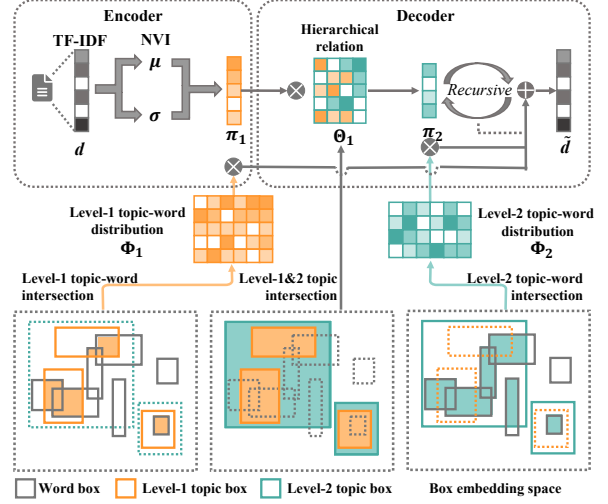 Encoder
Decoder
TF-IDF
NVI
Hierarchical
relation
μ
σ
Recursive
d
π₁
Θ₁
π₂
d̃
Level-1 topic-word
distribution
Φ₁
Level-2 topic-word
distribution
Φ₂
Level-1 topic-word
intersection
Level-1&2 topic
intersection
Level-2 topic-word
intersection
Word box
Level-1 topic box
Level-2 topic box
Box embedding space